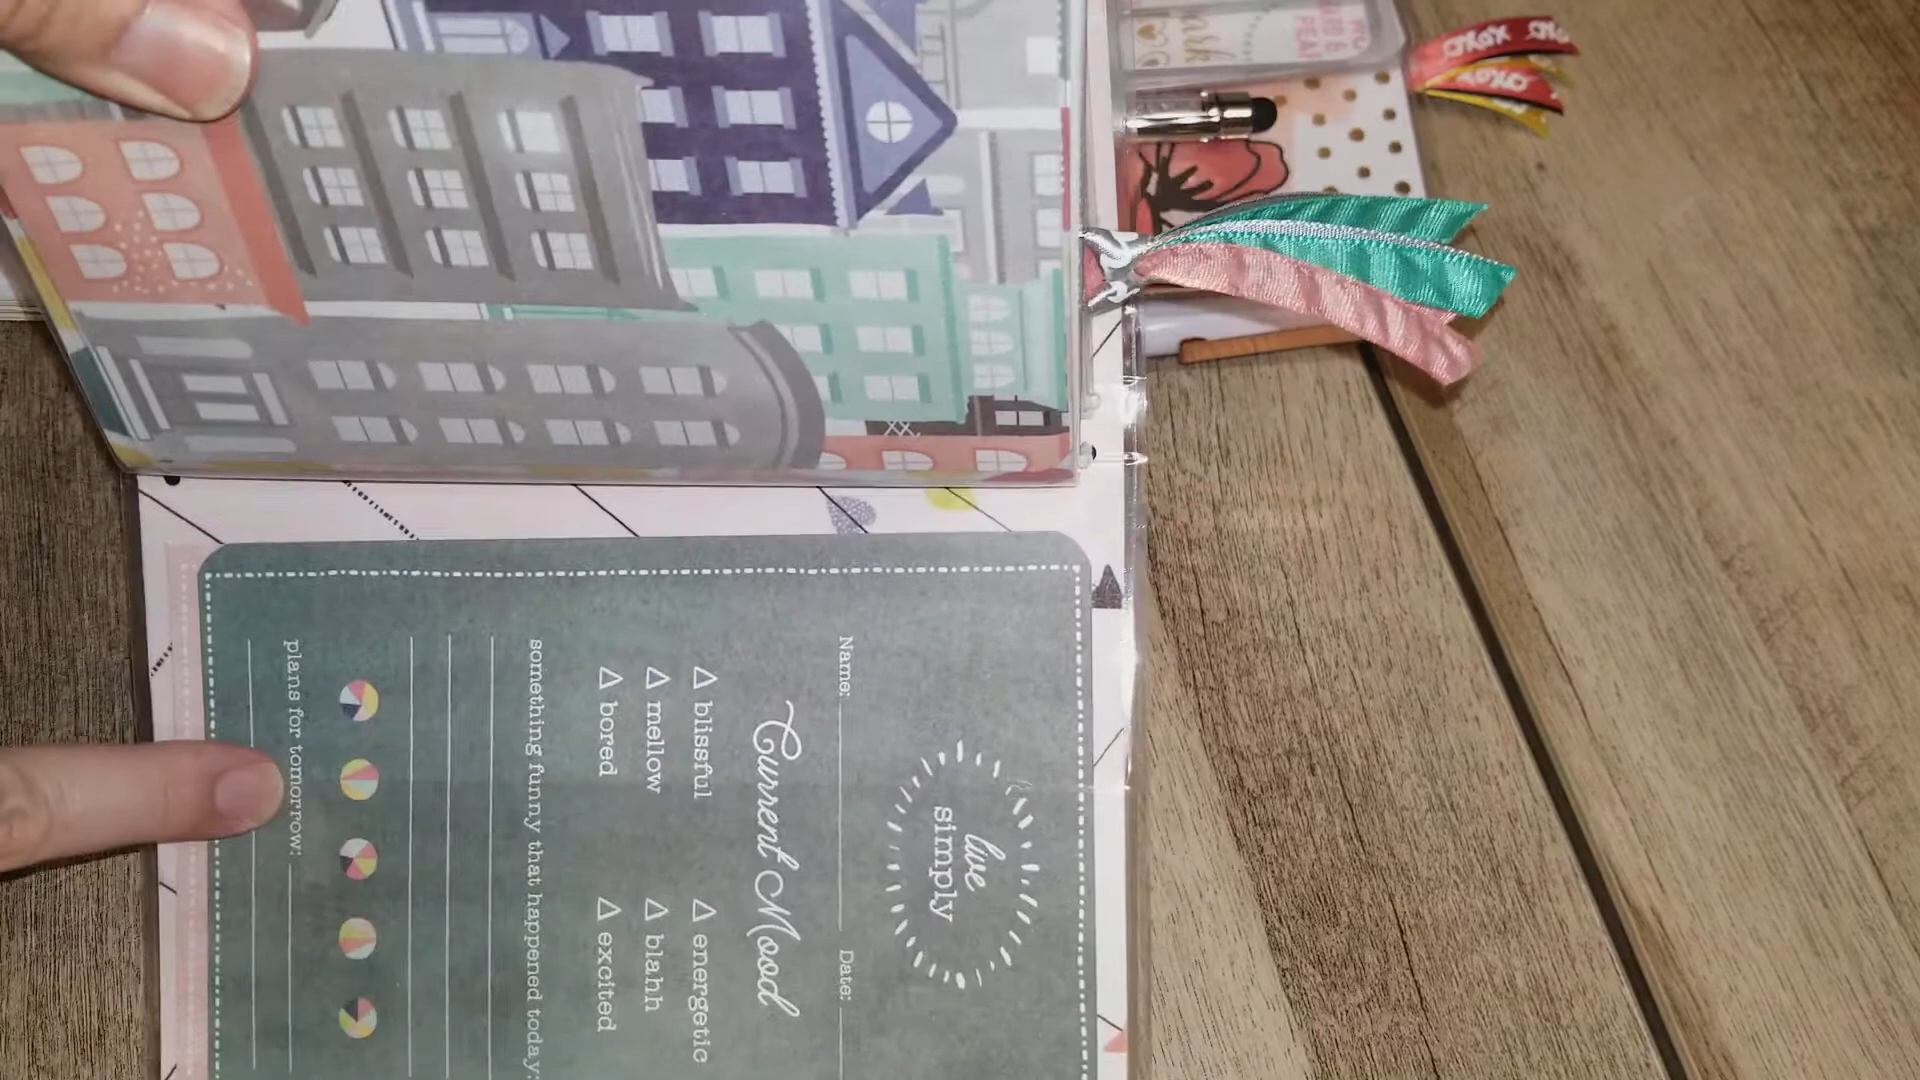 live
simply
Name:
Date:
Current Mood
△ blissful
△ energetic
△ mellow
△ blahh
△ bored
△ excited
something funny that happened today:
plans for tomorrow: